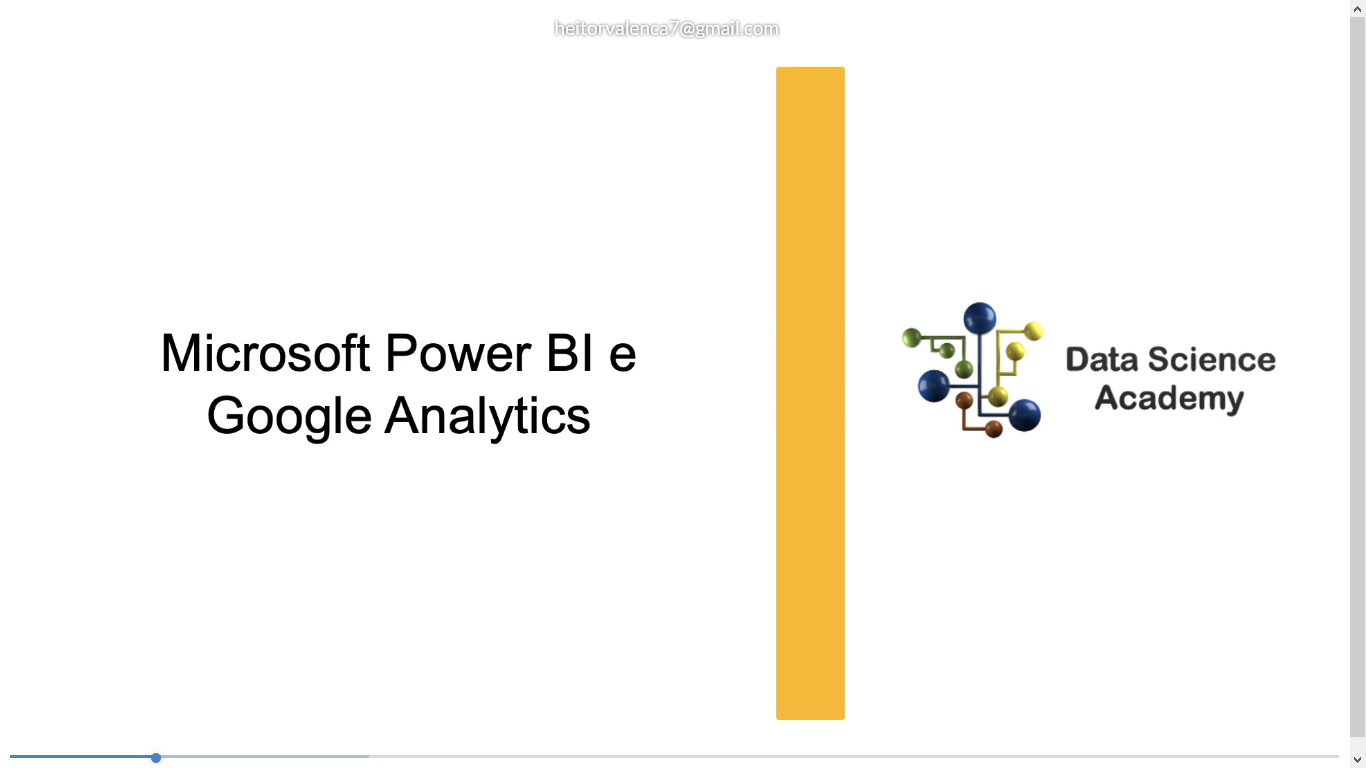 heitorvalenca7@gmail.com
Microsoft Power BI e
Google Analytics
Data Science
Academy